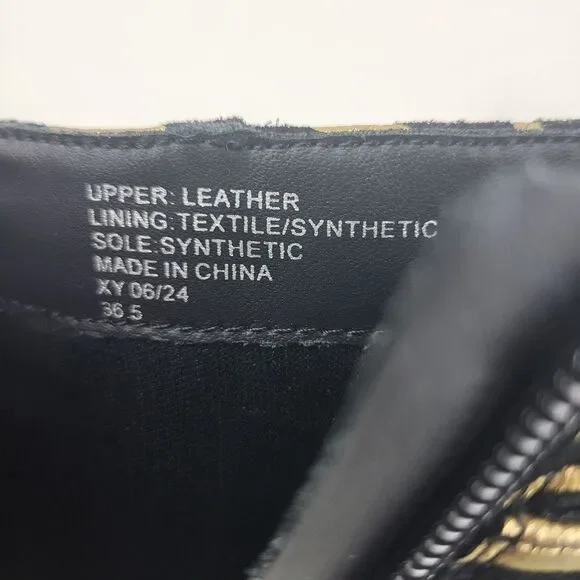 UPPER: LEATHER
LINING: TEXTILE/SYNTHETIC
SOLE: SYNTHETIC
MADE IN CHINA
XY 06/24
36.5